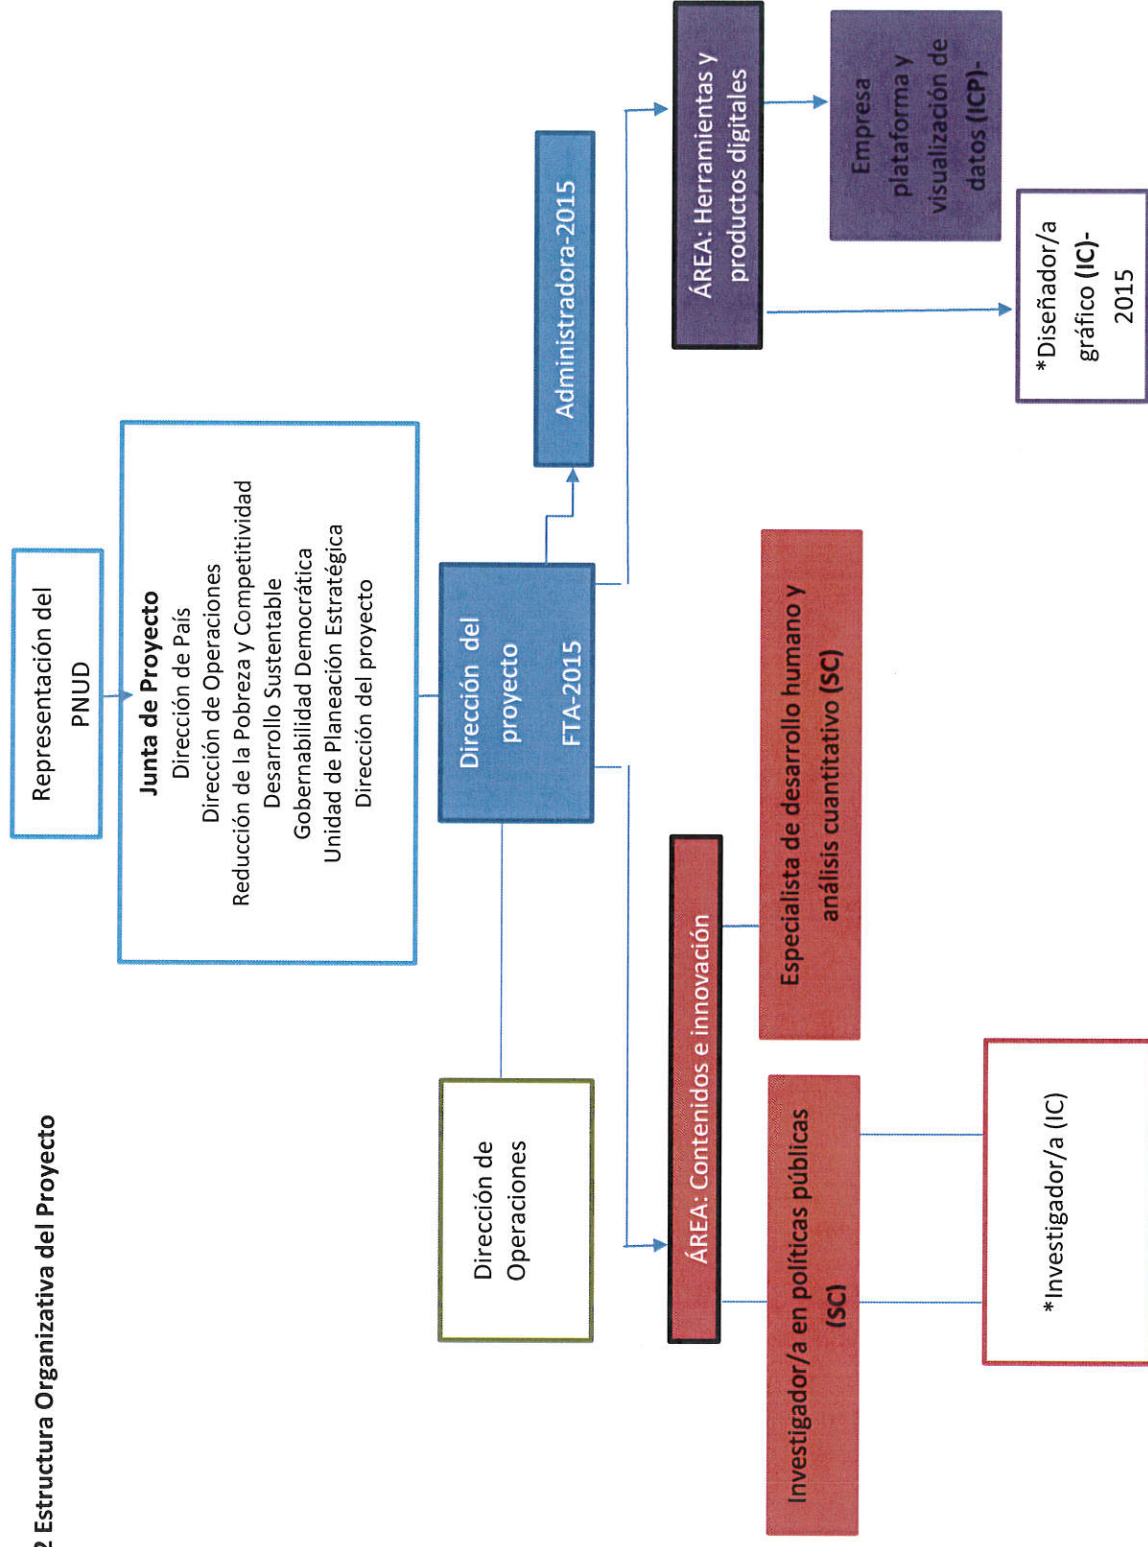 2 Estructura Organizativa del Proyecto
Representación del
PNUD
Junta de Proyecto
Dirección de País
Dirección de Operaciones
Reducción de la Pobreza y Competitividad
Desarrollo Sustentable
Gobernabilidad Democrática
Unidad de Planeación Estratégica
Dirección del proyecto
Dirección de
Operaciones
Dirección del
proyecto
FTA-2015
Administradora-2015
ÁREA: Contenidos e innovación
ÁREA: Herramientas y
productos digitales
Investigador/a en políticas públicas
(SC)
Especialista de desarrollo humano y
análisis cuantitativo (SC)
Empresa
plataforma y
visualización de
datos (ICP)-
*Investigador/a (IC)
*Diseñador/a
gráfico (IC)-
2015